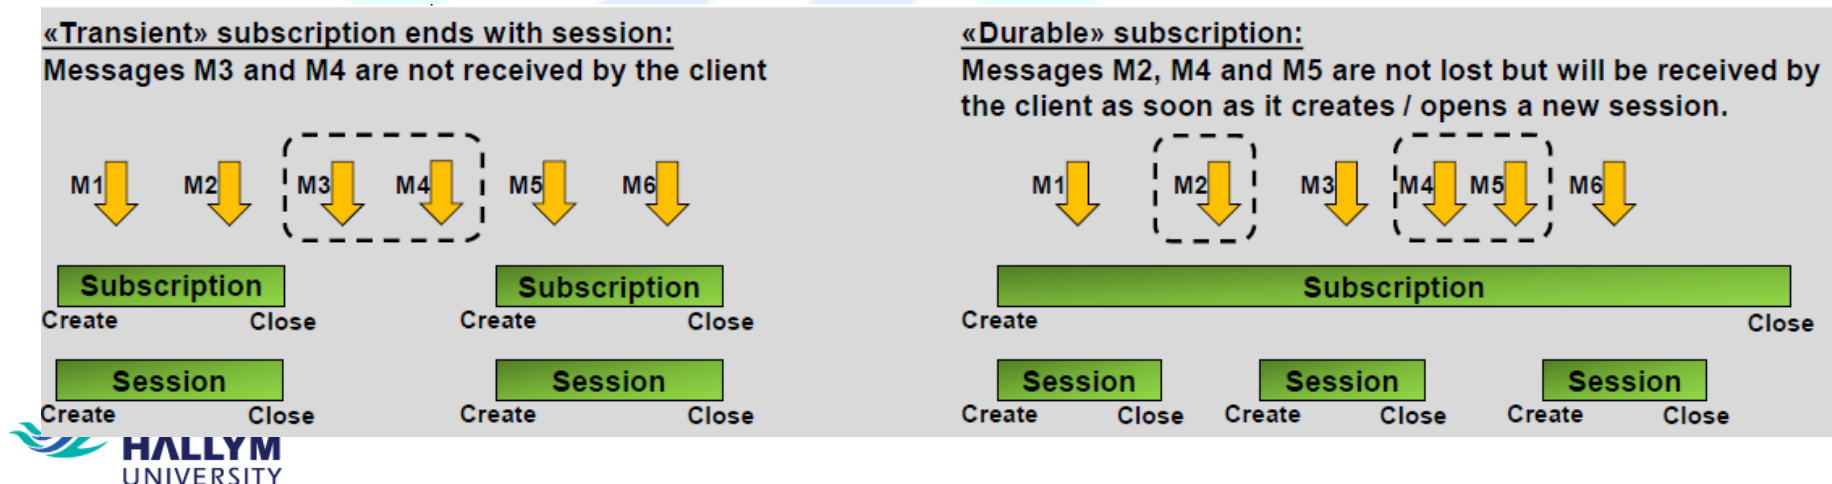 «Transient» subscription ends with session:
Messages M3 and M4 are not received by the client
M1 M2 M3 M4 M5 M6
Subscription Subscription
Create Close Create Close
Session Session
Create Close Create Close
«Durable» subscription:
Messages M2, M4 and M5 are not lost but will be received by
the client as soon as it creates / opens a new session.
M1 M2 M3 M4 M5 M6
Subscription
Create Close
Session Session Session
Create Close Create Close Create Close
HALLYM
UNIVERSITY